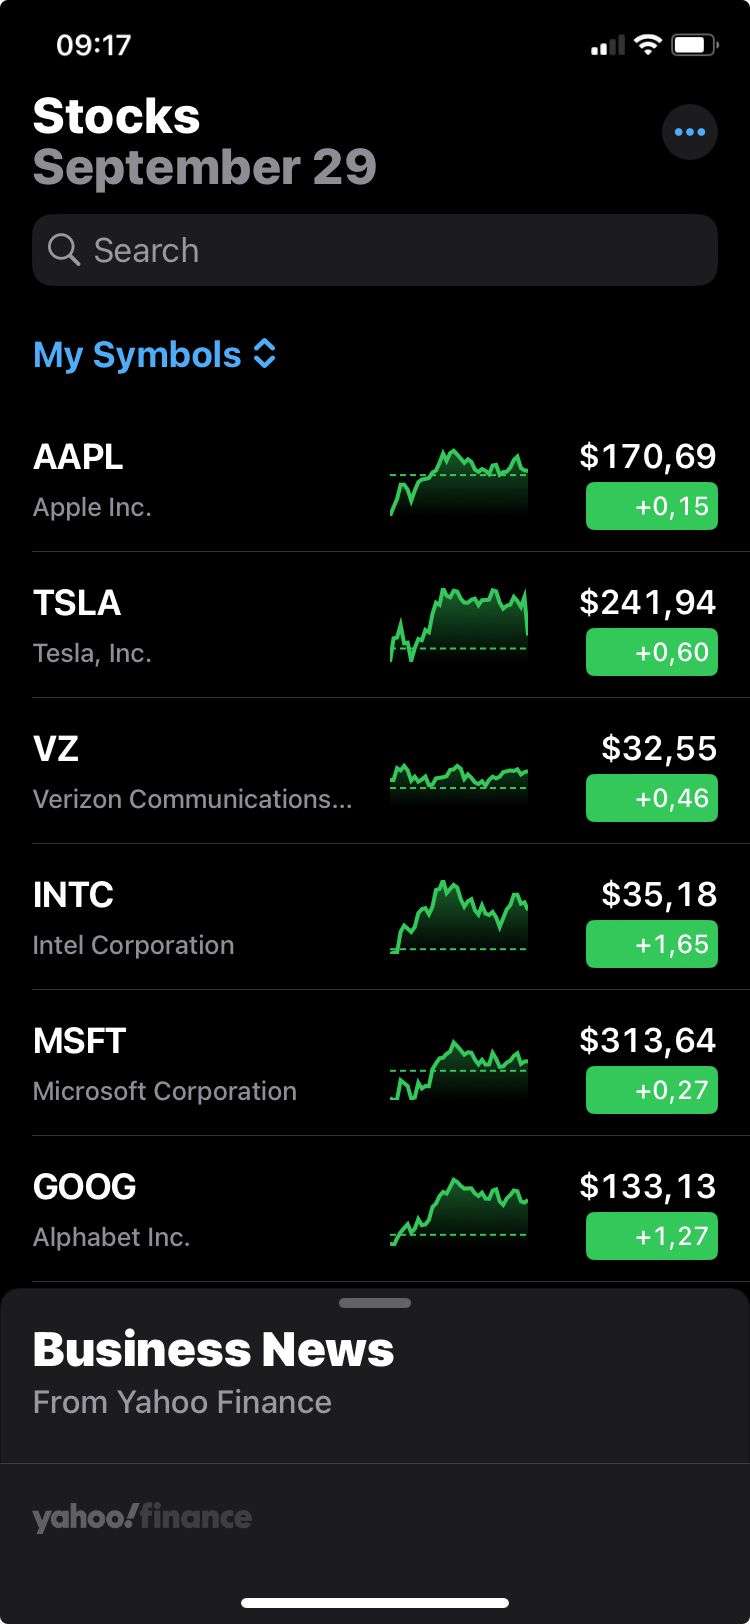 09:17
Stocks
September 29
Search
My Symbols
AAPL
$170,69
Apple Inc.
+0,15
TSLA
$241,94
Tesla, Inc.
+0,60
VZ
$32,55
Verizon Communications...
+0,46
INTC
$35,18
Intel Corporation
+1,65
MSFT
$313,64
Microsoft Corporation
+0,27
GOOG
$133,13
Alphabet Inc.
+1,27
Business News
From Yahoo Finance
yahoo!finance